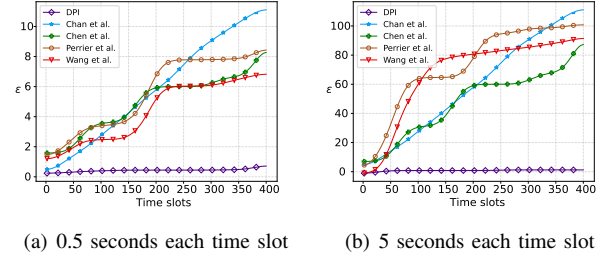 DPI
Chan et al.
Chen et al.
Perrier et al.
Wang et al.
10
8
6
4
2
0
ε
0 50 100 150 200 250 300 350 400
Time slots
(a) 0.5 seconds each time slot
DPI
Chan et al.
Chen et al.
Perrier et al.
Wang et al.
100
80
60
40
20
0
ε
0 50 100 150 200 250 300 350 400
Time slots
(b) 5 seconds each time slot